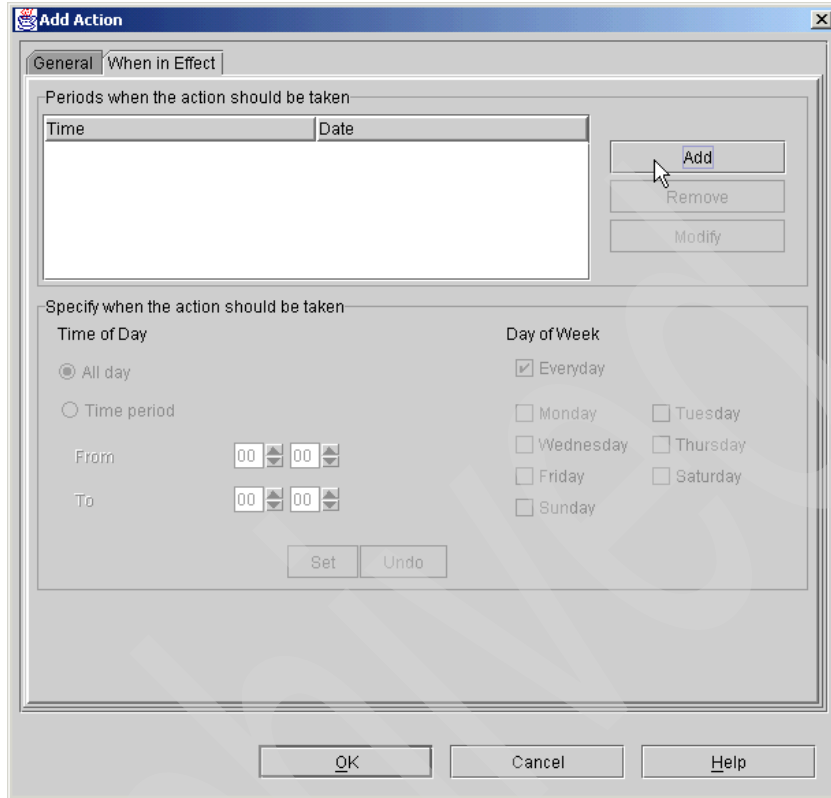 Add Action
General When in Effect
Periods when the action should be taken
Time Date
Add
Remove
Modify
Specify when the action should be taken
Time of Day Day of Week
All day Everyday
Time period Monday Tuesday
From 00 00 Wednesday Thursday
Friday Saturday
To 00 00 Sunday
Set Undo
OK Cancel Help